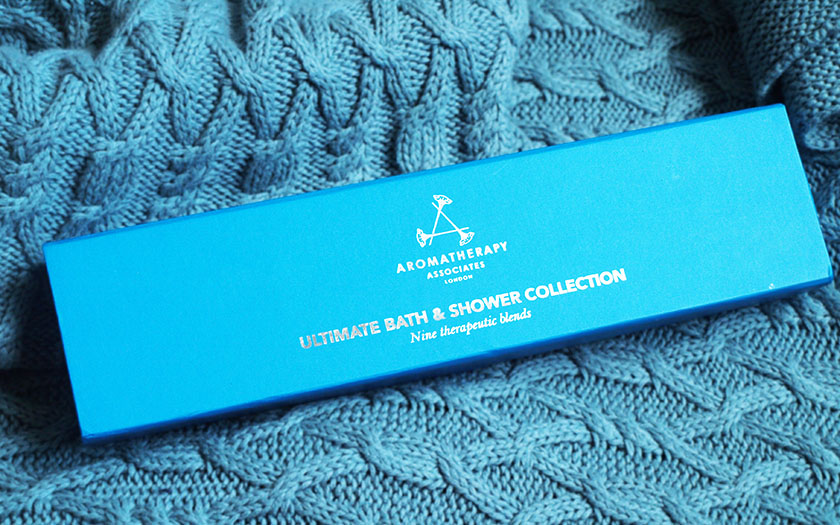 AROMATHERAPY
ASSOCIATES
LONDON
ULTIMATE BATH & SHOWER COLLECTION
Nine therapeutic blends